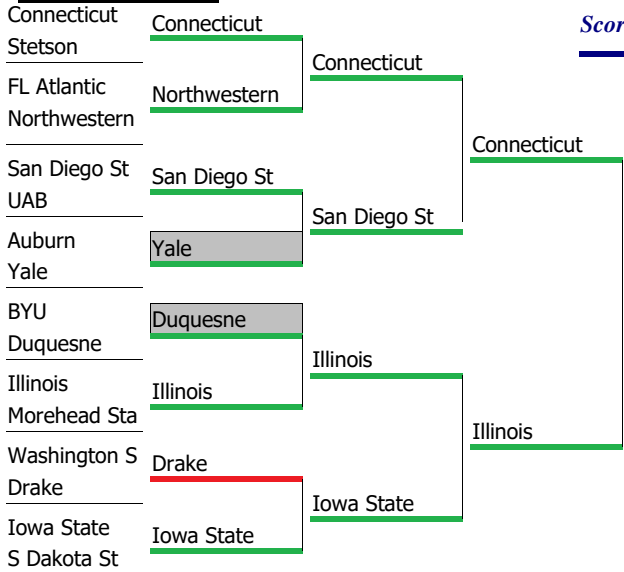 Connecticut
Stetson
FL Atlantic
Northwestern
San Diego St
UAB
Auburn
Yale
BYU
Duquesne
Illinois
Morehead Sta
Washington S
Drake
Iowa State
S Dakota St
Connecticut
Northwestern
San Diego St
Yale
Duquesne
Illinois
Drake
Iowa State
Connecticut
San Diego St
Illinois
Iowa State
Connecticut
Illinois